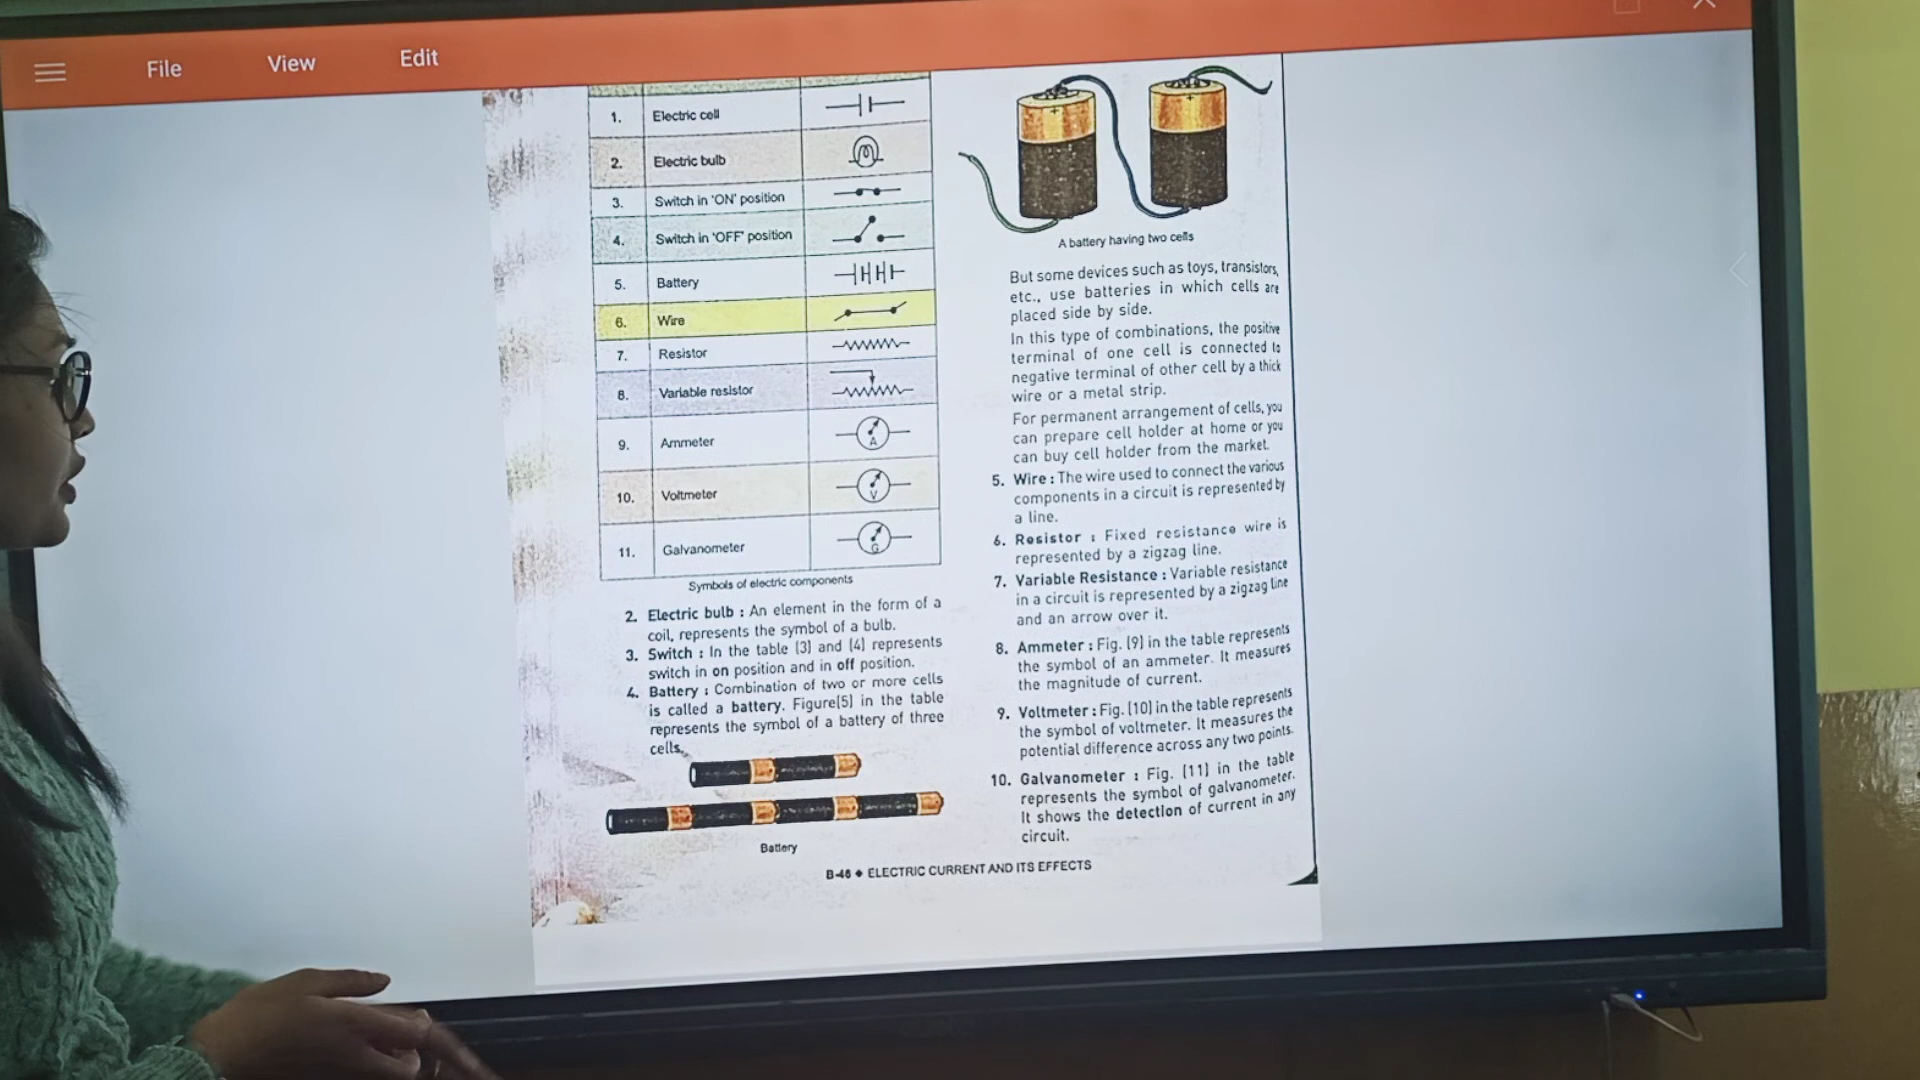 File View Edit
1. Electric cell
2. Electric bulb
3. Switch in 'ON' position
4. Switch in 'OFF' position
5. Battery
6. Wire
7. Resistor
8. Variable resistor
9. Ammeter A
10. Voltmeter V
11. Galvanometer G
Symbols of electric components
2. Electric bulb : An element in the form of a
coil, represents the symbol of a bulb.
3. Switch : In the table (3) and (4) represents
switch in on position and in off position.
4. Battery : Combination of two or more cells
is called a battery. Figure(5) in the table
represents the symbol of a battery of three
cells.
Battery
+ +
A battery having two cells
But some devices such as toys, transistors,
etc., use batteries in which cells are
placed side by side.
In this type of combinations, the positive
terminal of one cell is connected to
negative terminal of other cell by a thick
wire or a metal strip.
For permanent arrangement of cells, you
can prepare cell holder at home or you
can buy cell holder from the market.
5. Wire : The wire used to connect the various
components in a circuit is represented by
a line.
6. Resistor : Fixed resistance wire is
represented by a zigzag line.
7. Variable Resistance : Variable resistance
in a circuit is represented by a zigzag line
and an arrow over it.
8. Ammeter : Fig. (9) in the table represents
the symbol of an ammeter. It measures
the magnitude of current.
9. Voltmeter : Fig. (10) in the table represents
the symbol of voltmeter. It measures the
potential difference across any two points.
10. Galvanometer : Fig. (11) in the table
represents the symbol of galvanometer.
It shows the detection of current in any
circuit.
B-46 ◆ ELECTRIC CURRENT AND ITS EFFECTS